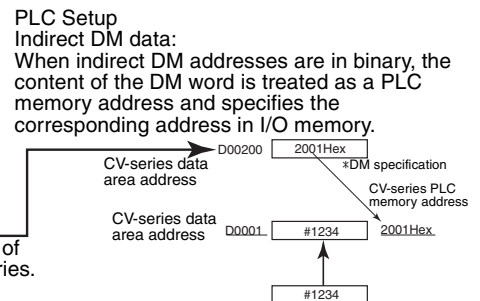 PLC Setup
Indirect DM data:
When indirect DM addresses are in binary, the
content of the DM word is treated as a PLC
memory address and specifies the
corresponding address in I/O memory.
D00200 2001Hex
CV-series data
area address
*DM specification
CV-series PLC
memory address
CV-series data
area address
D0001 #1234 2001Hex
of
ries.
#1234